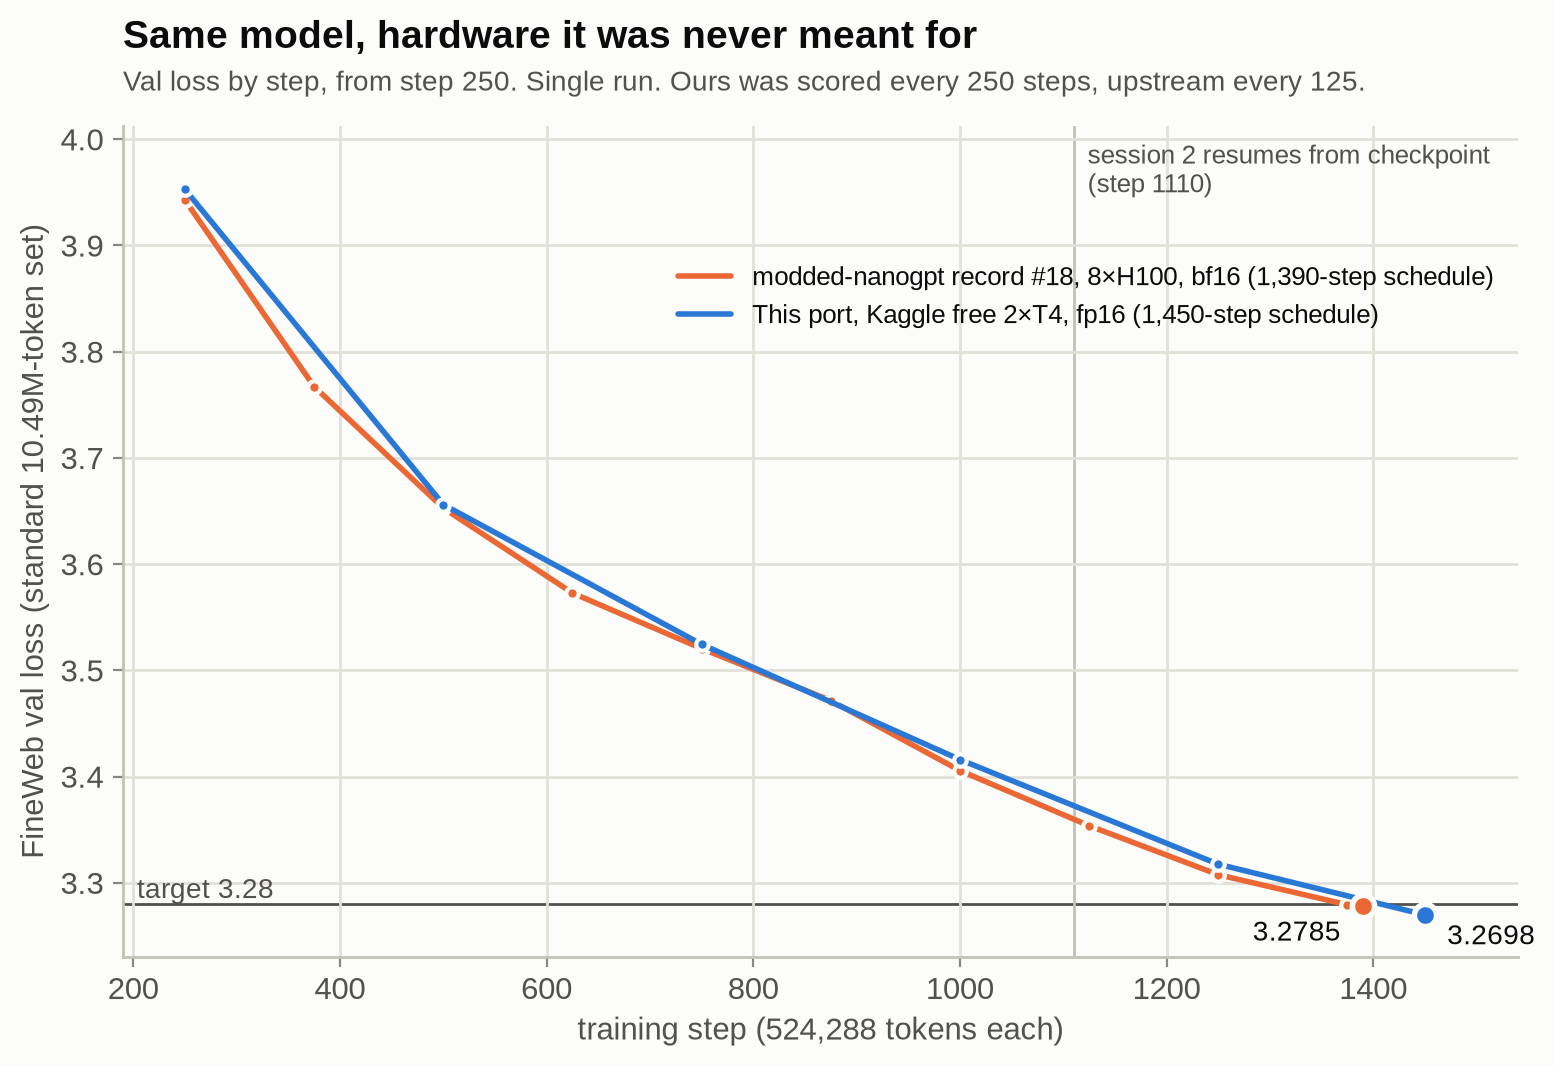 Same model, hardware it was never meant for
Val loss by step, from step 250. Single run. Ours was scored every 250 steps, upstream every 125.
FineWeb val loss (standard 10.49M-token set)
4.0
3.9
3.8
3.7
3.6
3.5
3.4
3.3
session 2 resumes from checkpoint
(step 1110)
modded-nanogpt record #18, 8×H100, bf16 (1,390-step schedule)
This port, Kaggle free 2×T4, fp16 (1,450-step schedule)
target 3.28
3.2785
3.2698
200 400 600 800 1000 1200 1400
training step (524,288 tokens each)